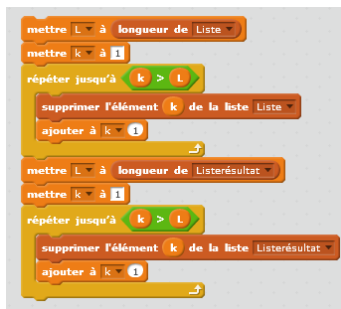 mettre L à longueur de Liste
mettre k à 1
répéter jusqu'à k > L
supprimer l'élément k de la liste Liste
ajouter à k 1
mettre L à longueur de Listerésultat
mettre k à 1
répéter jusqu'à k > L
supprimer l'élément k de la liste Listerésultat
ajouter à k 1